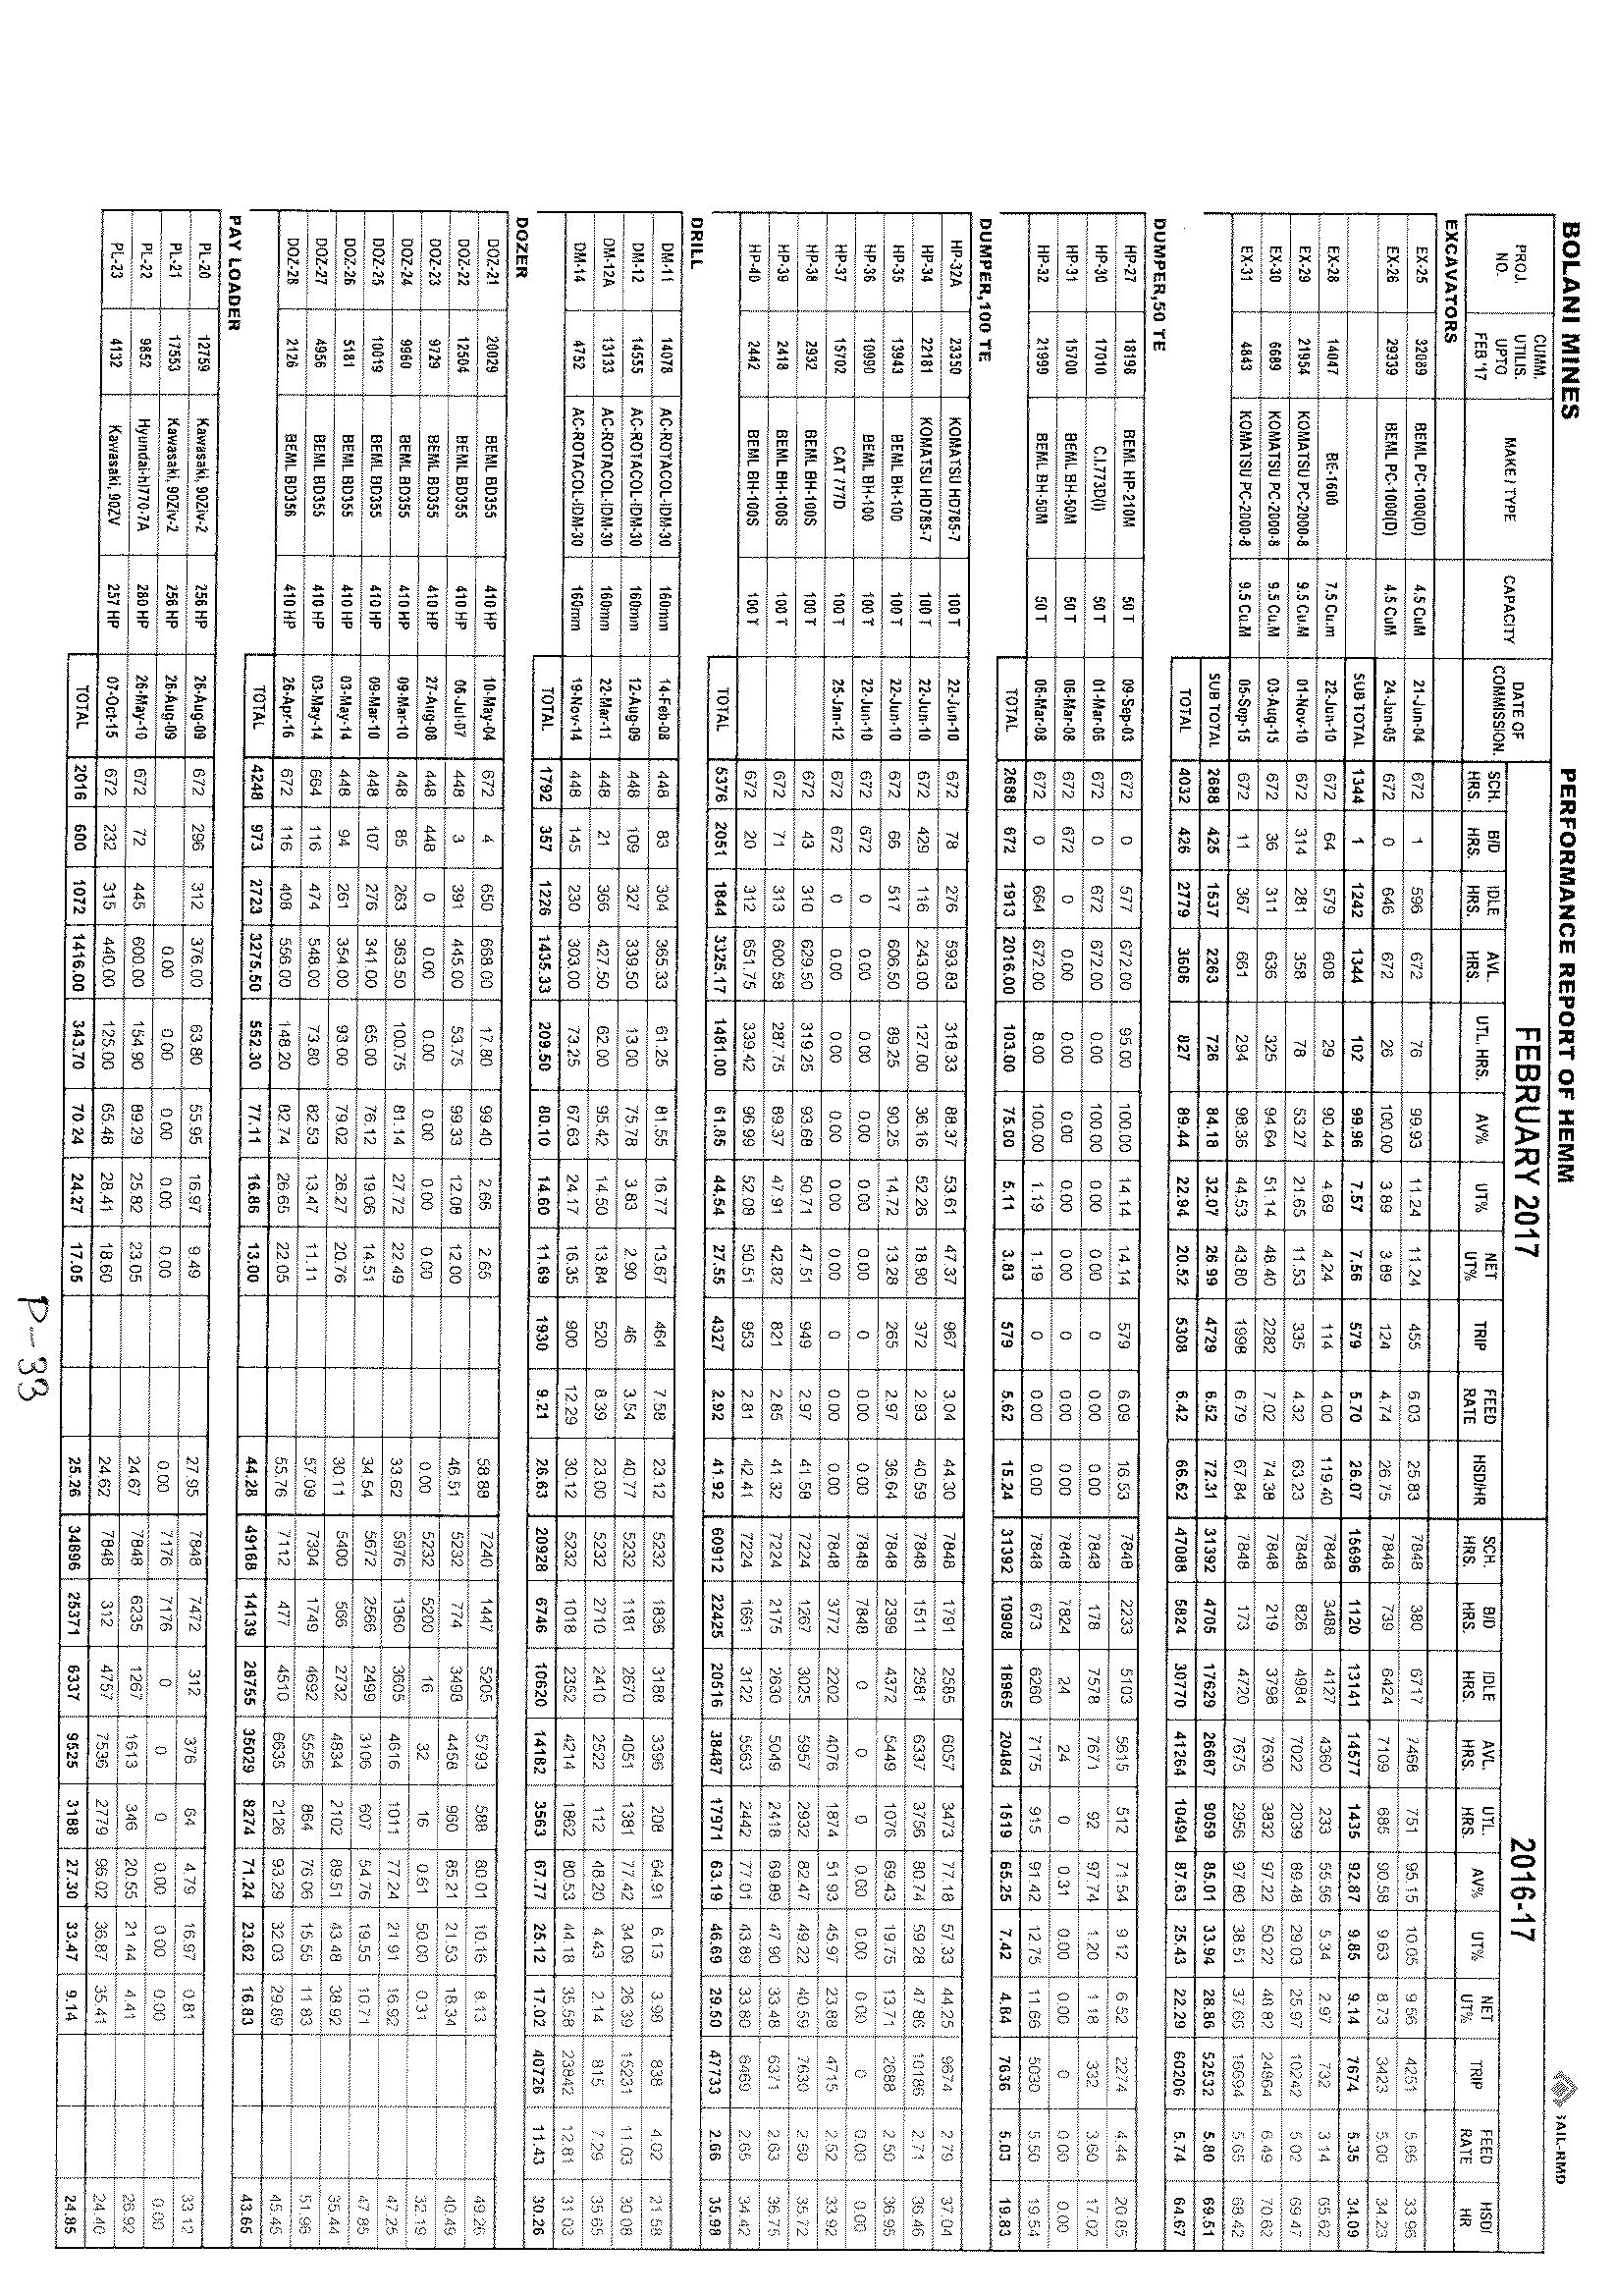 BOLANI MINES PERFORMANCE REPORT OF HEMM SAIL-RMD
PROJ. NO. CUMM. UTILIS. UPTO FEB'17 MAKE / TYPE CAPACITY DATE OF COMMISSION. FEBRUARY 2017 2016-17
SCH. HRS. B/D HRS. IDLE HRS. AVL. HRS. UTL. HRS. AV% UT% NET UT% TRIP FEED RATE HSD/HR SCH. HRS. B/D HRS. IDLE HRS. AVL. HRS. UTL. HRS. AV% UT% NET UT% TRIP FEED RATE HSD/ HR
EXCAVATORS
EX-25 32089 BEML PC-1000(D) 4.5 CuM 21-Jun-04 672 1 596 672 76 99.93 11.24 11.24 455 6.03 25.83 7848 380 6717 7468 751 95.15 10.05 9.56 4251 5.66 33.96
EX-26 29339 BEML PC-1000(D) 4.5 CuM 24-Jun-05 672 0 646 672 26 100.00 3.89 3.89 124 4.74 26.75 7848 739 6424 7109 685 90.58 9.63 8.73 3423 5.00 34.23
SUB TOTAL 1344 1 1242 1344 102 99.96 7.57 7.56 579 5.70 26.07 15696 1120 13141 14577 1435 92.87 9.85 9.14 7674 5.35 34.09
EX-28 14047 BE-1600 7.5 Cu.m 22-Jun-10 672 64 579 608 29 90.44 4.69 4.24 114 4.00 119.40 7848 3488 4127 4360 233 55.56 5.34 2.97 732 3.14 65.62
EX-29 21954 KOMATSU PC-2000-8 9.5 Cu.M 01-Nov-10 672 314 281 358 78 53.27 21.65 11.53 335 4.32 63.23 7848 826 4984 7022 2039 89.48 29.03 25.97 10242 5.02 69.47
EX-30 6689 KOMATSU PC-2000-8 9.5 Cu.M 03-Aug-15 672 36 311 636 325 94.64 51.14 48.40 2282 7.02 74.38 7848 219 3798 7630 3832 97.22 50.22 48.82 24864 6.49 70.62
EX-31 4843 KOMATSU PC-2000-8 9.5 Cu.M 05-Sep-15 672 11 367 661 294 98.36 44.53 43.80 1998 6.79 67.84 7848 173 4720 7675 2956 97.80 38.51 37.66 16694 5.65 68.42
SUB TOTAL 2688 425 1537 2263 726 84.18 32.07 26.99 4729 6.52 72.31 31392 4705 17629 26687 9059 85.01 33.94 28.86 52532 5.80 69.51
TOTAL 4032 426 2779 3606 827 89.44 22.94 20.52 5308 6.42 66.62 47088 5824 30770 41264 10494 87.63 25.43 22.29 60206 5.74 64.67
DUMPER,50 TE
HP-27 18198 BEML HP-210M 50 T 09-Sep-03 672 0 577 672.00 95.00 100.00 14.14 14.14 579 6.09 16.53 7848 2233 5103 5615 512 71.54 9.12 6.52 2274 4.44 20.85
HP-30 17010 C.I.773D(I) 50 T 01-Mar-06 672 0 672 672.00 0.00 100.00 0.00 0.00 0 0.00 0.00 7848 178 7578 7671 92 97.74 1.20 1.18 332 3.60 17.02
HP-31 15700 BEML BH-50M 50 T 06-Mar-08 672 672 0 0.00 0.00 0.00 0.00 0.00 0 0.00 0.00 7848 7824 24 24 0 0.31 0.00 0.00 0 0.00 0.00
HP-32 21999 BEML BH-50M 50 T 06-Mar-08 672 0 664 672.00 8.00 100.00 1.19 1.19 0 0.00 0.00 7848 673 6260 7175 915 91.42 12.75 11.66 5030 5.50 19.54
TOTAL 2688 672 1913 2016.00 103.00 75.00 5.11 3.83 579 5.62 15.24 31392 10908 18965 20484 1519 65.25 7.42 4.84 7636 5.03 19.83
DUMPER,100 TE
HP-32A 23350 KOMATSU HD785-7 100 T 22-Jun-10 672 78 276 593.83 318.33 88.37 53.61 47.37 967 3.04 44.30 7848 1791 2585 6057 3473 77.18 57.33 44.25 9674 2.79 37.04
HP-34 22181 KOMATSU HD785-7 100 T 22-Jun-10 672 429 116 243.00 127.00 36.16 52.26 18.90 372 2.93 40.59 7848 1511 2581 6337 3756 80.74 59.28 47.86 10186 2.71 36.46
HP-35 13943 BEML BH-100 100 T 22-Jun-10 672 66 517 606.50 89.25 90.25 14.72 13.28 265 2.97 36.64 7848 2399 4372 5449 1076 69.43 19.75 13.71 2688 2.50 36.95
HP-36 10990 BEML BH-100 100 T 22-Jun-10 672 672 0 0.00 0.00 0.00 0.00 0.00 0 0.00 0.00 7848 7848 0 0 0 0.00 0.00 0.00 0 0.00 0.00
HP-37 15702 CAT 777D 100 T 25-Jan-12 672 672 0 0.00 0.00 0.00 0.00 0.00 0 0.00 0.00 7848 3772 2202 4076 1874 51.93 45.97 23.88 4715 2.52 33.92
HP-38 2932 BEML BH-100S 100 T 672 43 310 629.50 319.25 93.68 50.71 47.51 949 2.97 41.58 7224 1267 3025 5957 2932 82.47 49.22 40.59 7630 2.60 35.72
HP-39 2418 BEML BH-100S 100 T 672 71 313 600.58 287.75 89.37 47.91 42.82 821 2.85 41.32 7224 2175 2630 5049 2418 69.89 47.90 33.48 6371 2.63 36.75
HP-40 2442 BEML BH-100S 100 T 672 20 312 651.75 339.42 96.99 52.08 50.51 953 2.81 42.41 7224 1661 3122 5563 2442 77.01 43.89 33.80 6469 2.65 34.42
TOTAL 5376 2051 1844 3325.17 1481.00 61.85 44.54 27.55 4327 2.92 41.92 60912 22425 20516 38487 17971 63.19 46.69 29.50 47733 2.66 35.98
DRILL
DM-11 14078 AC-ROTACOL-IDM-30 160mm 14-Feb-08 448 83 304 365.33 61.25 81.55 16.77 13.67 464 7.58 23.12 5232 1836 3188 3396 208 64.91 6.13 3.98 838 4.02 21.58
DM-12 14555 AC-ROTACOL-IDM-30 160mm 12-Aug-09 448 109 327 339.50 13.00 75.78 3.83 2.90 46 3.54 40.77 5232 1181 2670 4051 1381 77.42 34.09 26.39 15231 11.03 30.08
DM-12A 13133 AC-ROTACOL-IDM-30 160mm 22-Mar-11 448 21 366 427.50 62.00 95.42 14.50 13.84 520 8.39 23.00 5232 2710 2410 2522 112 48.20 4.43 2.14 815 7.29 35.65
DM-14 4752 AC-ROTACOL-IDM-30 160mm 19-Nov-14 448 145 230 303.00 73.25 67.63 24.17 16.35 900 12.29 30.12 5232 1018 2352 4214 1862 80.53 44.18 35.58 23842 12.81 31.03
TOTAL 1792 357 1226 1435.33 209.50 80.10 14.60 11.69 1930 9.21 26.63 20928 6746 10620 14182 3563 67.77 25.12 17.02 40726 11.43 30.26
DOZER
DOZ-21 20029 BEML BD355 410 HP 10-May-04 672 4 650 668.00 17.80 99.40 2.66 2.65 58.88 7240 1447 5205 5793 588 80.01 10.16 8.13 49.26
DOZ-22 12504 BEML BD355 410 HP 06-Jul-07 448 3 391 445.00 53.75 99.33 12.08 12.00 46.51 5232 774 3498 4458 960 85.21 21.53 18.34 40.49
DOZ-23 9729 BEML BD355 410 HP 27-Aug-08 448 448 0 0.00 0.00 0.00 0.00 0.00 0.00 5232 5200 16 32 16 0.61 50.00 0.31 32.19
DOZ-24 9960 BEML BD355 410 HP 09-Mar-10 448 85 263 363.50 100.75 81.14 27.72 22.49 33.62 5976 1360 3605 4616 1011 77.24 21.91 16.92 47.25
DOZ-25 10019 BEML BD355 410 HP 09-Mar-10 448 107 276 341.00 65.00 76.12 19.06 14.51 34.54 5672 2566 2499 3106 607 54.76 19.55 10.71 47.85
DOZ-26 5181 BEML BD355 410 HP 03-May-14 448 94 261 354.00 93.00 79.02 26.27 20.76 30.11 5400 566 2732 4834 2102 89.51 43.48 38.92 35.44
DOZ-27 4956 BEML BD355 410 HP 03-May-14 664 116 474 548.00 73.80 82.53 13.47 11.11 57.09 7304 1749 4692 5556 864 76.06 15.55 11.83 51.96
DOZ-28 2126 BEML BD356 410 HP 26-Apr-16 672 116 408 556.00 148.20 82.74 26.65 22.05 55.76 7112 477 4510 6635 2126 93.29 32.03 29.89 45.45
TOTAL 4248 973 2723 3275.50 552.30 77.11 16.86 13.00 44.28 49168 14139 26755 35029 8274 71.24 23.62 16.83 43.65
PAY LOADER
PL-20 12759 Kawasaki, 90Ziv-2 256 HP 26-Aug-09 672 296 312 376.00 63.80 55.95 16.97 9.49 27.95 7848 7472 312 376 64 4.79 16.97 0.81 33.12
PL-21 17553 Kawasaki, 90Ziv-2 256 HP 26-Aug-09 0.00 0.00 0.00 0.00 0.00 0.00 7176 7176 0 0 0 0.00 0.00 0.00 0.00
PL-22 9852 Hyundai-hl770-7A 280 HP 26-May-10 672 72 445 600.00 154.90 89.29 25.82 23.05 24.67 7848 6235 1267 1613 346 20.55 21.44 4.41 26.92
PL-23 4132 Kawasaki, 90ZV 257 HP 07-Oct-15 672 232 315 440.00 125.00 65.48 28.41 18.60 24.62 7848 312 4757 7536 2779 96.02 36.87 35.41 24.40
TOTAL 2016 600 1072 1416.00 343.70 70.24 24.27 17.05 25.26 34896 25371 6337 9525 3188 27.30 33.47 9.14 24.85
P-33